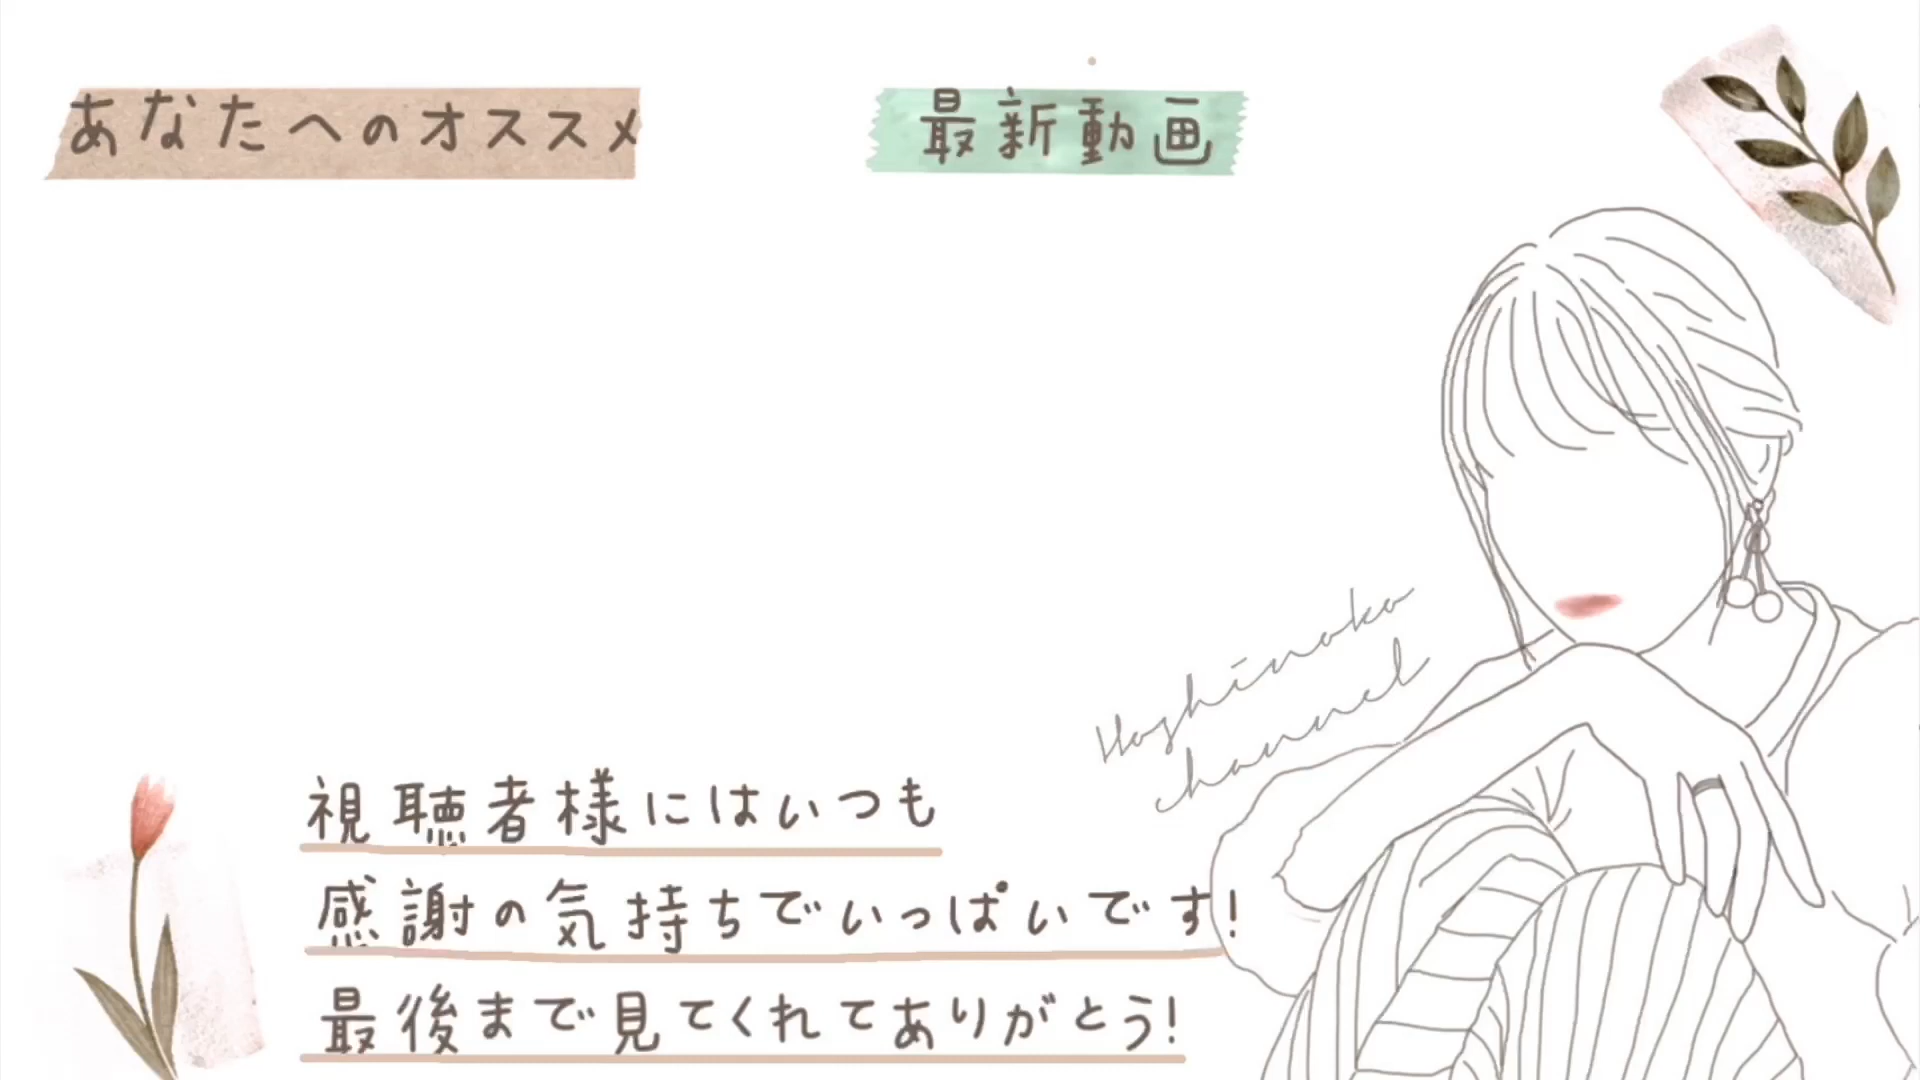 あなたへのオススメ
最新動画
Hoshinoko
channel
視聴者様にはいつも
感謝の気持ちでいっぱいです!
最後まで見てくれてありがとう!